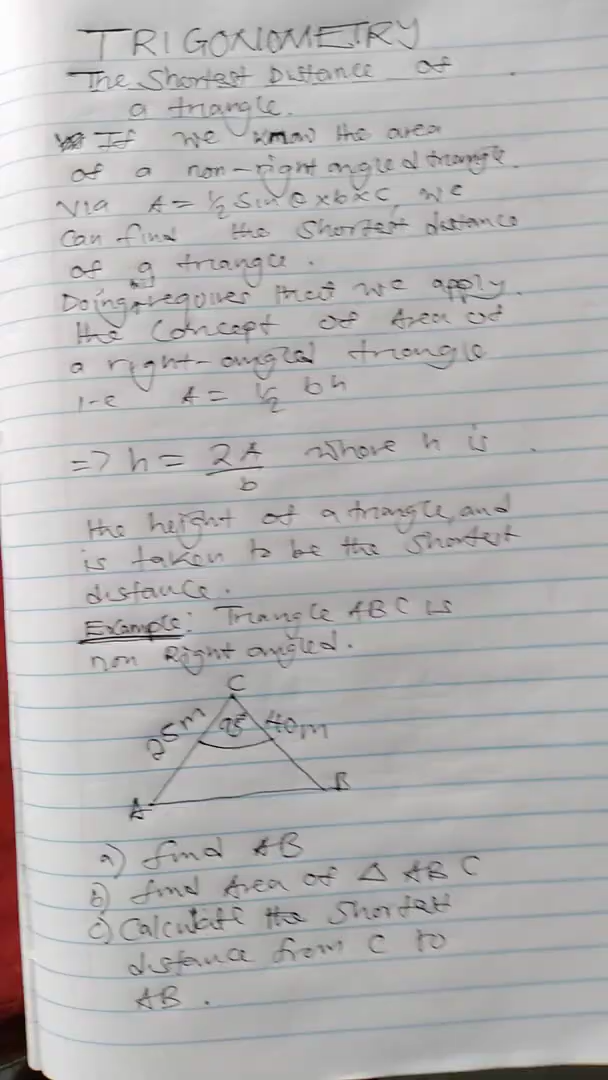 TRIGONOMETRY
The Shortest Distance of
a triangle.
If we know the area
of a non-right angled triangle
via A = 1/2 Sin θ x b x c, we
can find the shortest distance
of a triangle.
Doing requires that we apply
the concept of Area of
a right-angled triangle
i-e A = 1/2 bh
=> h = 2A/b where h is
the height of a triangle, and
is taken to be the shortest
distance.
Example: Triangle ABC is
non Right angled.
C
25m 40m
A B
a) find AB
b) find Area of Δ ABC
c) Calculate the shortest
distance from C to
AB.